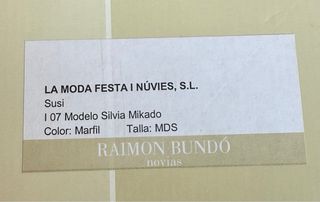 LA MODA FESTA I NÚVIES, S.L.
Susi
I 07 Modelo Silvia Mikado
Color: Marfil Talla: MDS
RAIMON BUNDÓ
novias